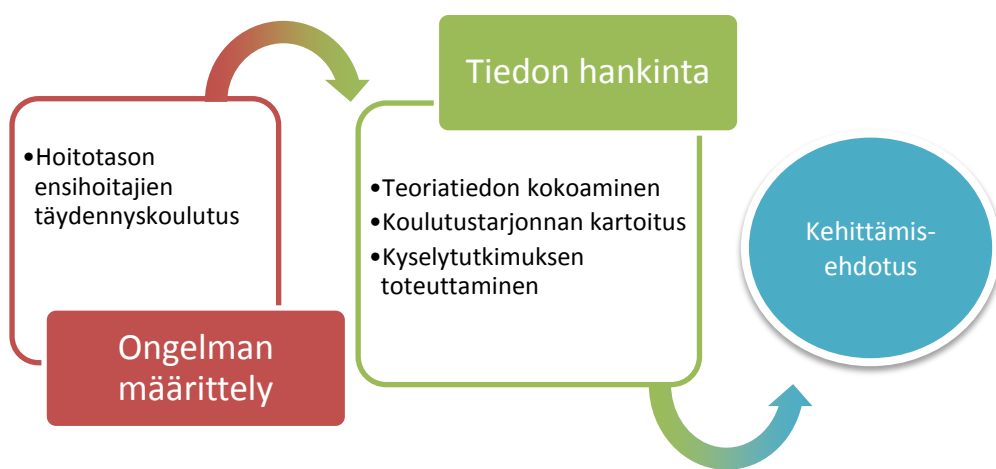 •Hoitotason
ensihoitajien
täydennyskoulutus
Ongelman
määrittely
Tiedon hankinta
•Teoriatiedon kokoaminen
•Koulutustarjonnan kartoitus
•Kyselytutkimuksen
toteuttaminen
Kehittämis-
ehdotus